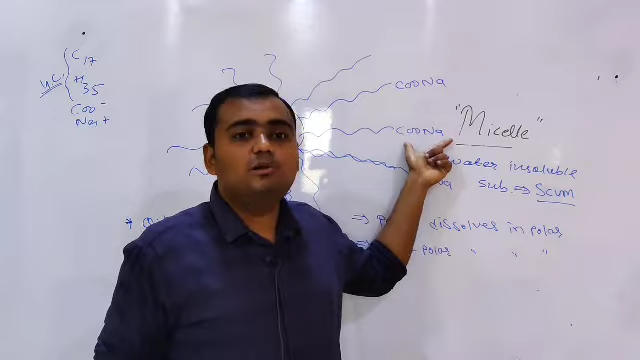 C17
H35
COO-
Na+
COONa
COONa
"Micelle"
water insoluble
sub. ⇒ Scum
⇒ dissolves in polar
polar " " "